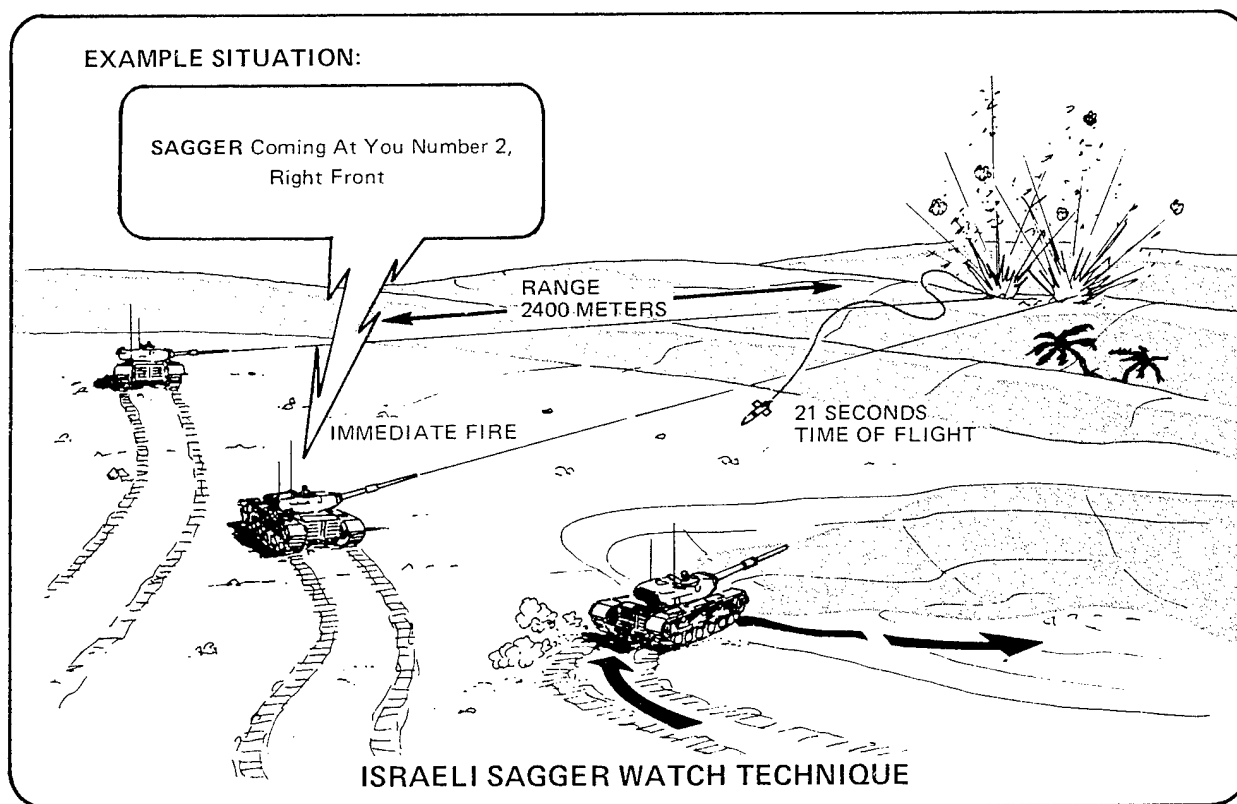 EXAMPLE SITUATION:
SAGGER Coming At You Number 2,
Right Front
RANGE
2400 METERS
IMMEDIATE FIRE
21 SECONDS
TIME OF FLIGHT
ISRAELI SAGGER WATCH TECHNIQUE